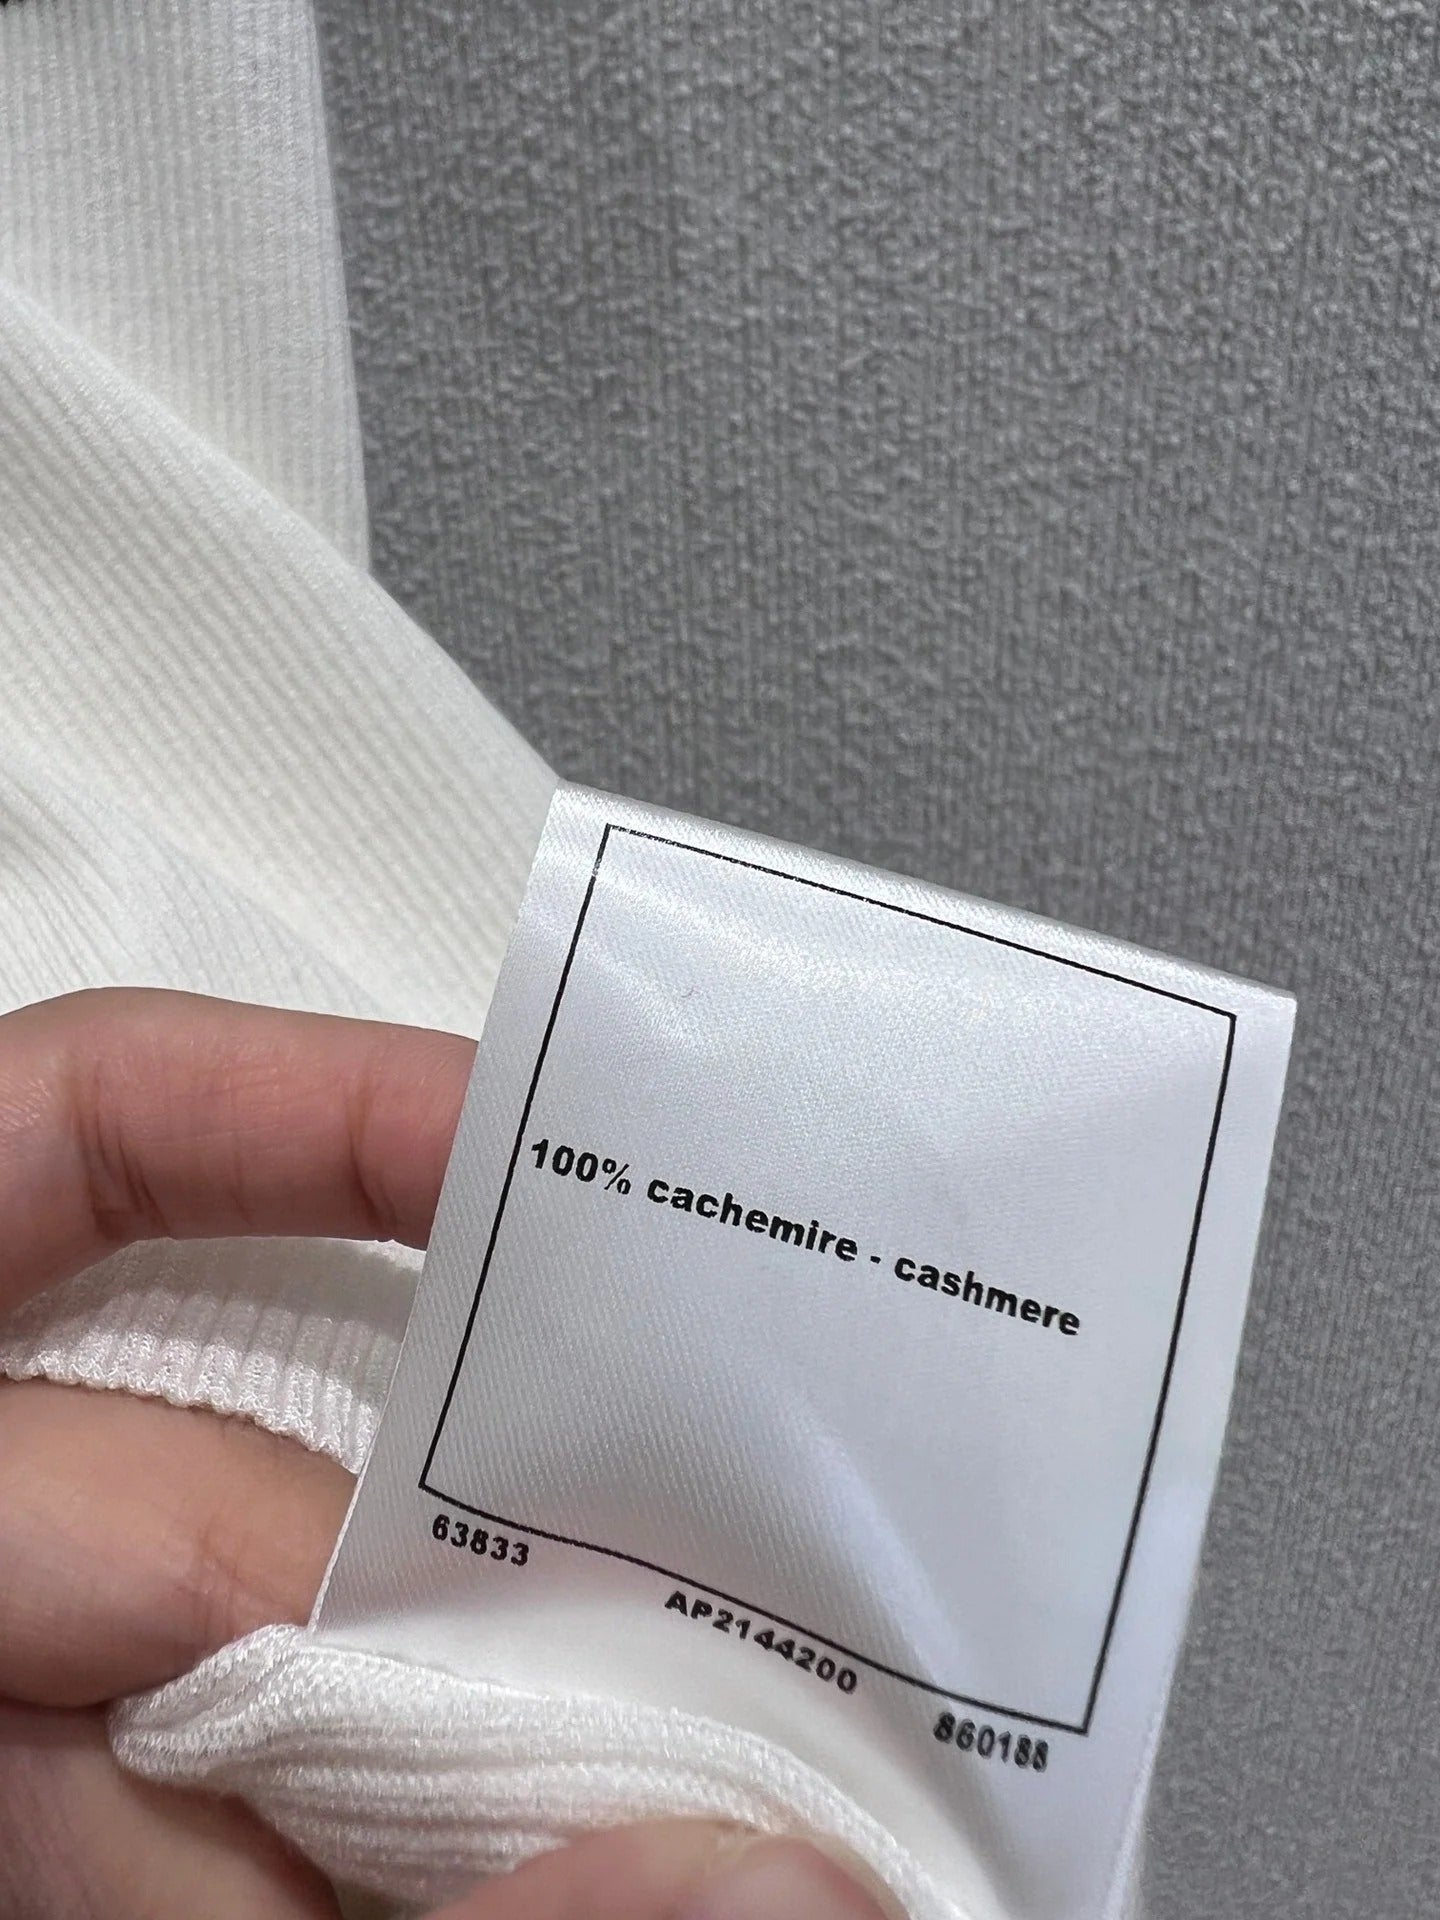 100% cachemire - cashmere
63833
AP2144200
860188